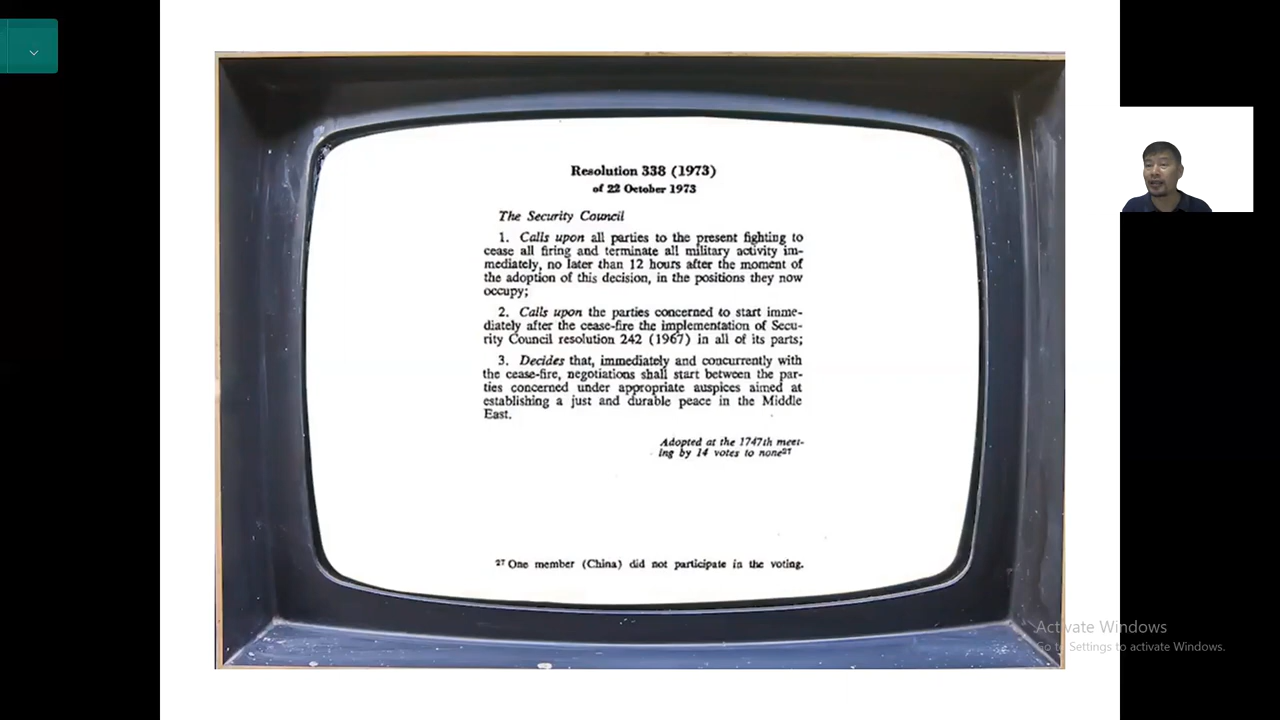 Resolution 338 (1973)
of 22 October 1973
The Security Council
1. Calls upon all parties to the present fighting to
cease all firing and terminate all military activity im-
mediately, no later than 12 hours after the moment of
the adoption of this decision, in the positions they now
occupy;
2. Calls upon the parties concerned to start imme-
diately after the cease-fire the implementation of Secu-
rity Council resolution 242 (1967) in all of its parts;
3. Decides that, immediately and concurrently with
the cease-fire, negotiations shall start between the par-
ties concerned under appropriate auspices aimed at
establishing a just and durable peace in the Middle
East.
Adopted at the 1747th meet-
ing by 14 votes to none27
27 One member (China) did not participate in the voting.
Activate Windows
Go to Settings to activate Windows.